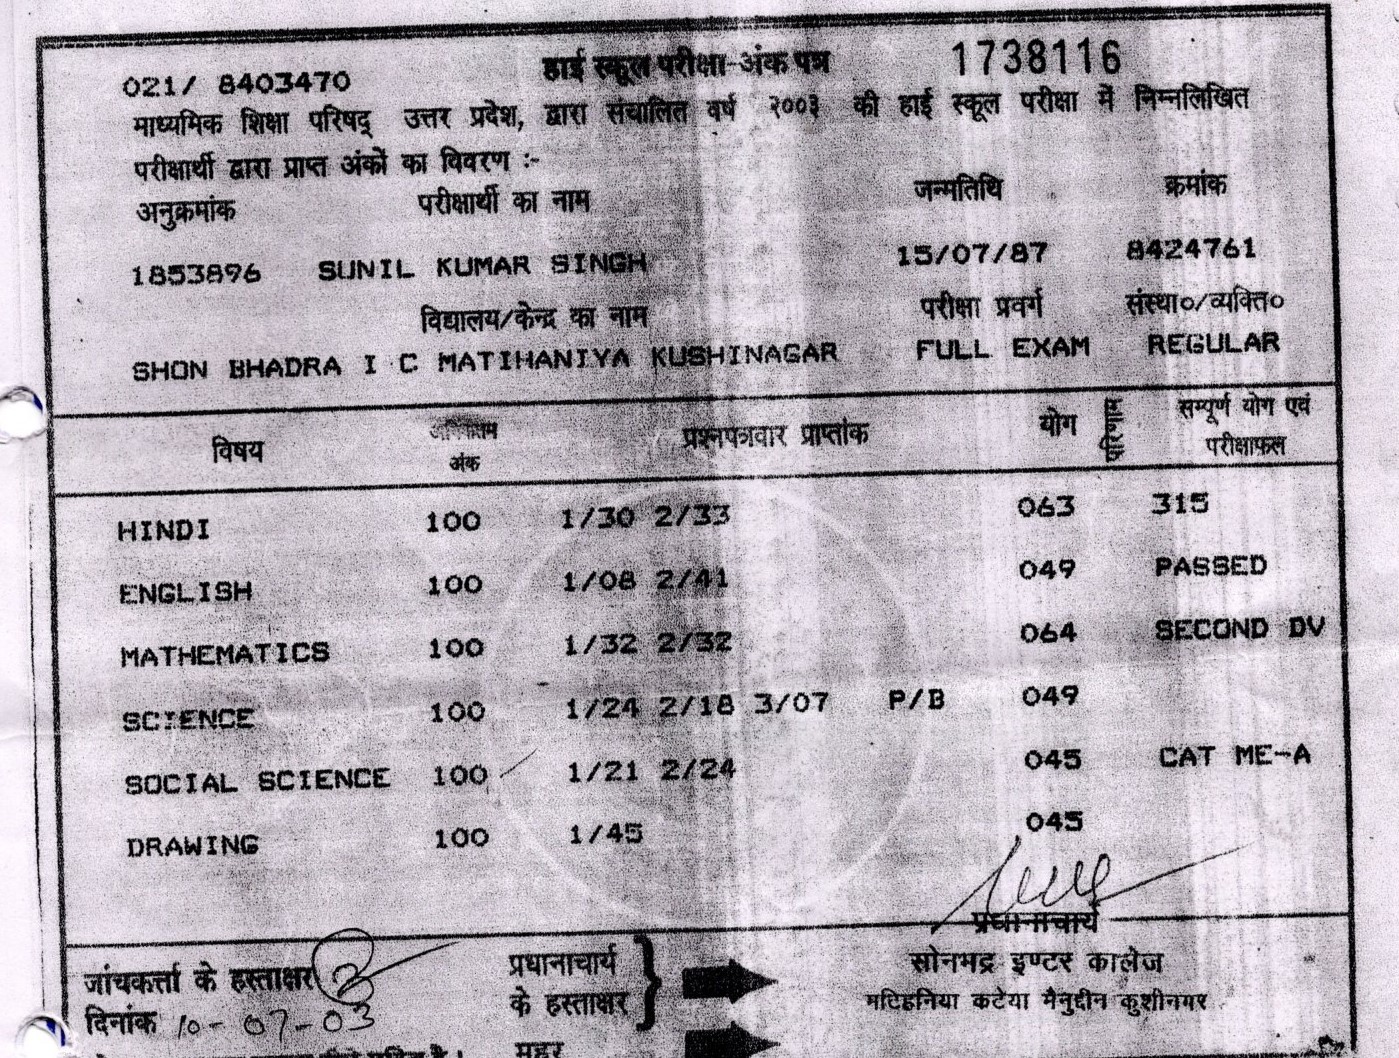 021/ 8403470 हाई स्कूल परीक्षा-अंक पत्र 1738116
माध्यमिक शिक्षा परिषद् उत्तर प्रदेश, द्वारा संचालित वर्ष २००३ की हाई स्कूल परीक्षा में निम्नलिखित
परीक्षार्थी द्वारा प्राप्त अंकों का विवरण :-
अनुक्रमांक परीक्षार्थी का नाम जन्मतिथि क्रमांक
1853896 SUNIL KUMAR SINGH 15/07/87 8424761
विद्यालय/केन्द्र का नाम परीक्षा प्रवर्ग संस्था०/व्यक्ति०
SHON BHADRA I C MATIHANIYA KUSHINAGAR FULL EXAM REGULAR
विषय अंक प्रश्नपत्रवार प्राप्तांक योग परिणाम सम्पूर्ण योग एवं परीक्षाफल
HINDI 100 1/30 2/33 063 315
ENGLISH 100 1/08 2/41 049 PASSED
MATHEMATICS 100 1/32 2/32 064 SECOND DV
SCIENCE 100 1/24 2/18 3/07 P/B 049
SOCIAL SCIENCE 100 1/21 2/24 045 CAT ME-A
DRAWING 100 1/45 045
प्रधानाचार्य
जांचकर्त्ता के हस्ताक्षर प्रधानाचार्य सोनभद्र इण्टर कालेज
दिनांक 10-07-03 के हस्ताक्षर मटिहनिया कटेया मैनुद्दीन कुशीनगर
मुहर